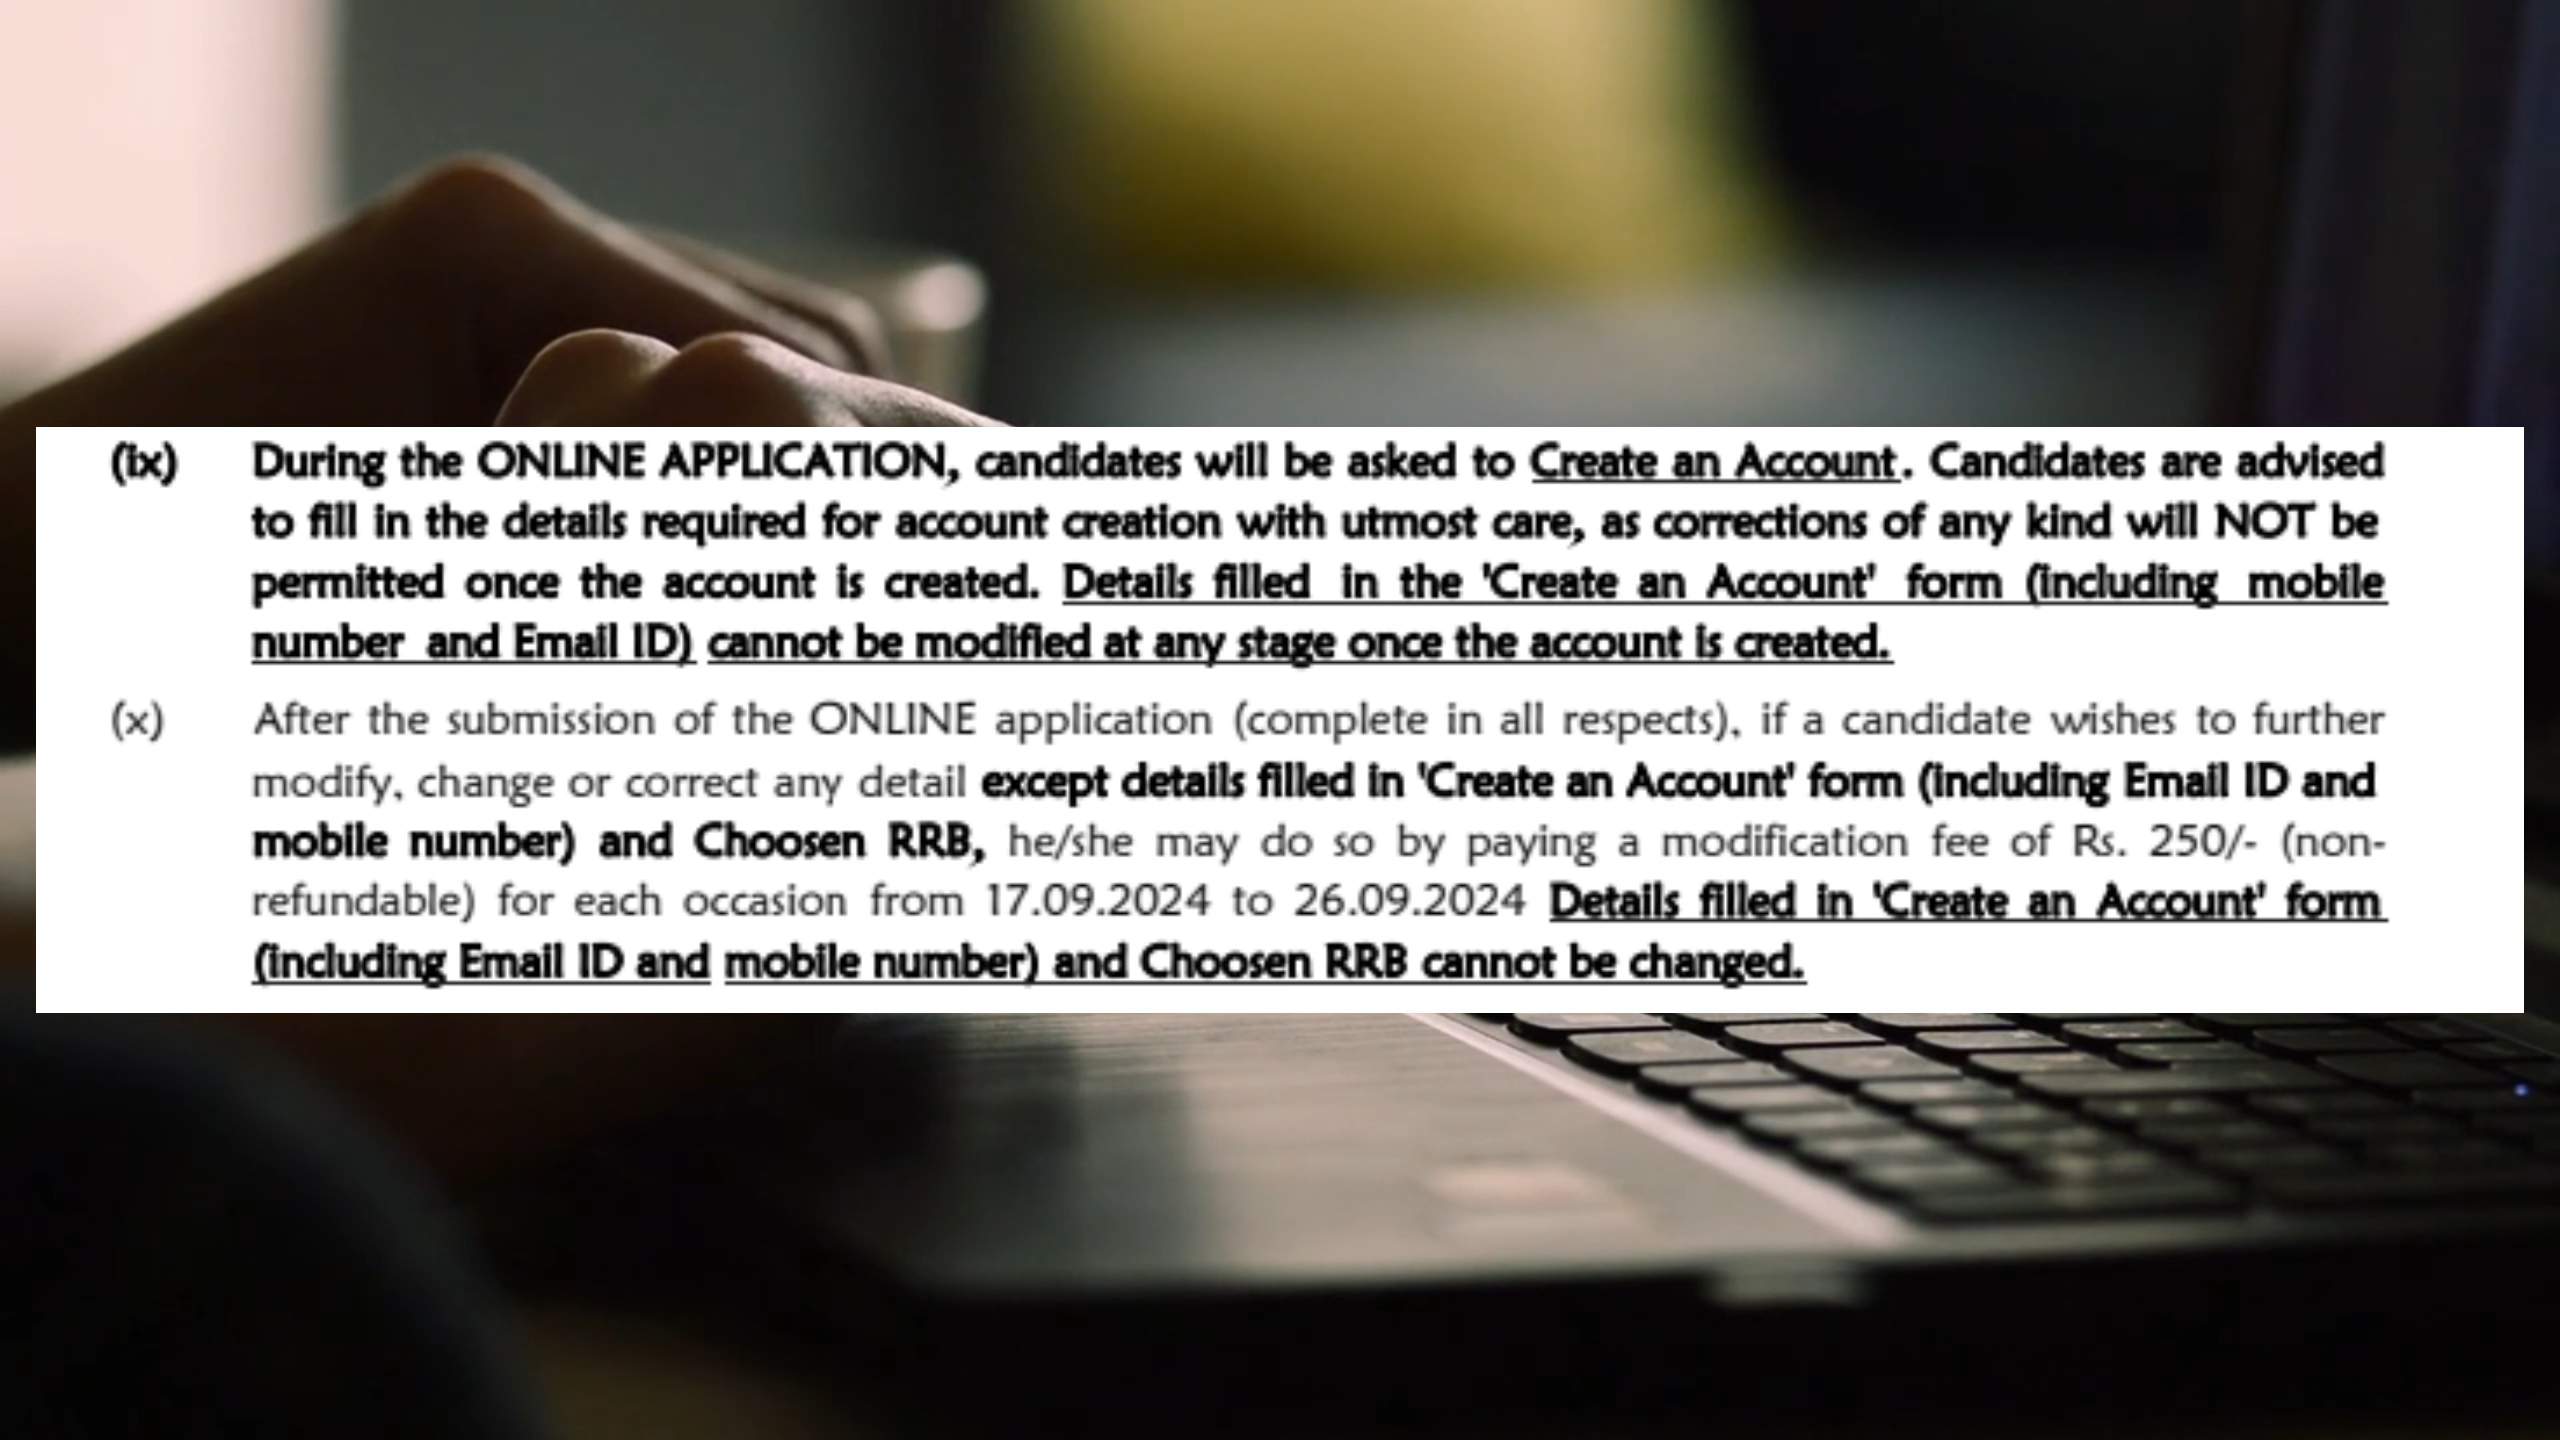 (ix) During the ONLINE APPLICATION, candidates will be asked to Create an Account. Candidates are advised
to fill in the details required for account creation with utmost care, as corrections of any kind will NOT be
permitted once the account is created. Details filled in the 'Create an Account' form (including mobile
number and Email ID) cannot be modified at any stage once the account is created.
(x) After the submission of the ONLINE application (complete in all respects), if a candidate wishes to further
modify, change or correct any detail except details filled in 'Create an Account' form (including Email ID and
mobile number) and Choosen RRB, he/she may do so by paying a modification fee of Rs. 250/- (non-
refundable) for each occasion from 17.09.2024 to 26.09.2024 Details filled in 'Create an Account' form
(including Email ID and mobile number) and Choosen RRB cannot be changed.